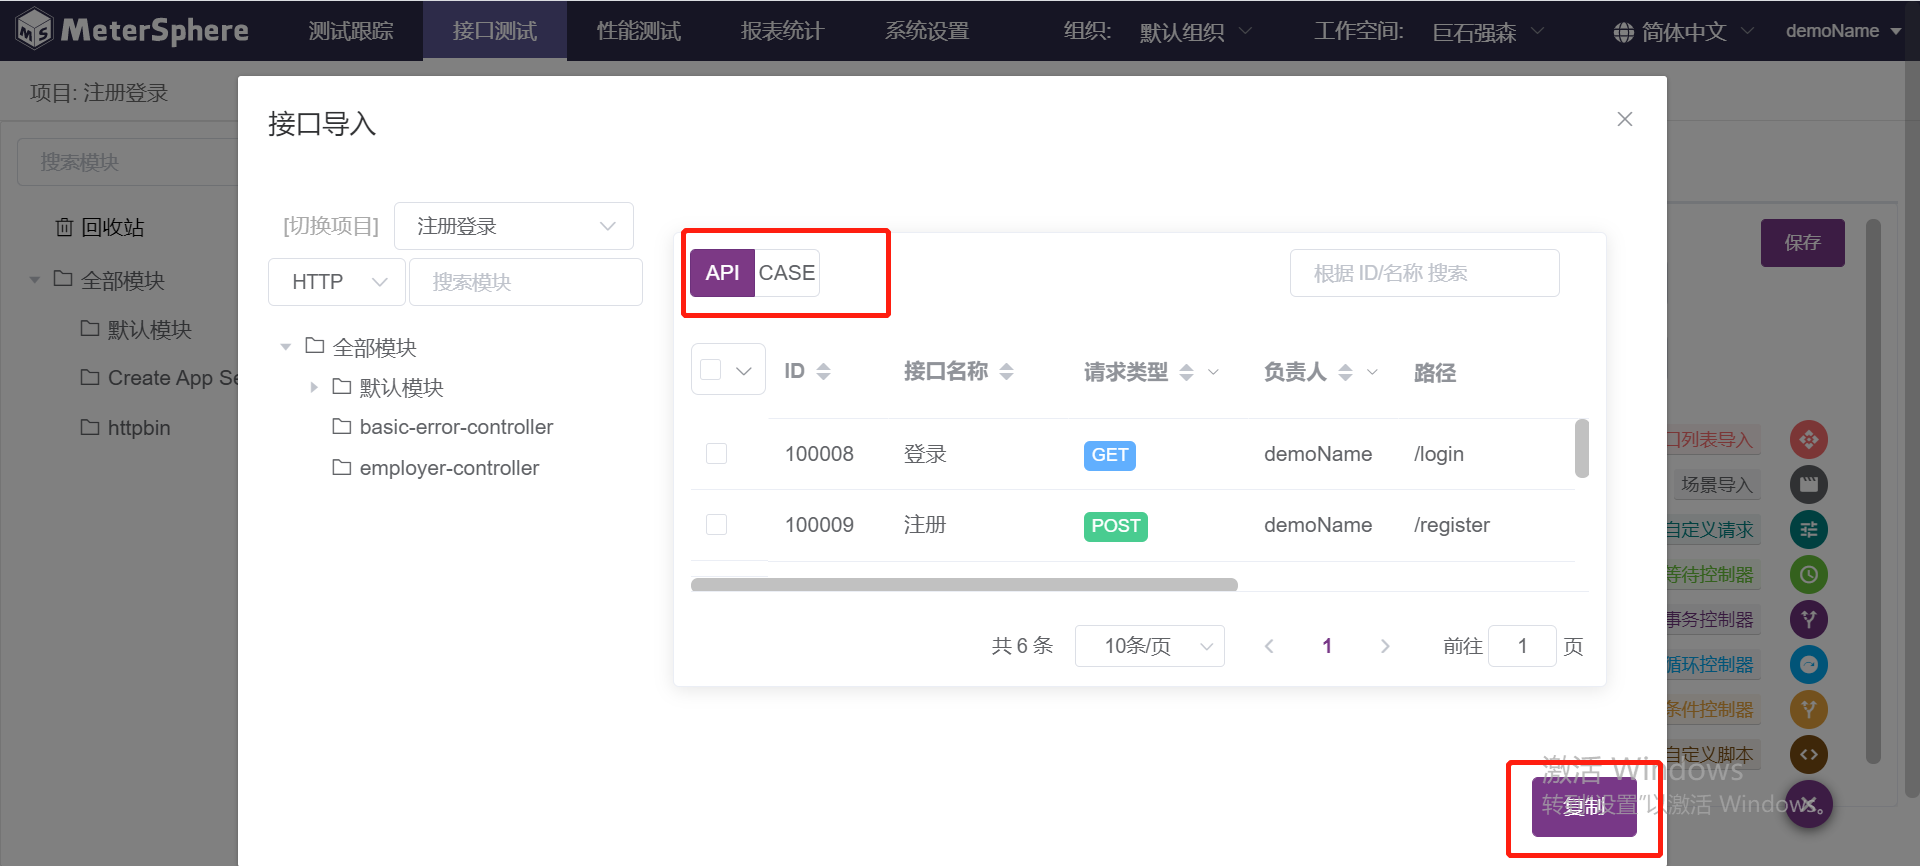 MeterSphere 测试跟踪 接口测试 性能测试 报表统计 系统设置 组织: 默认组织 工作空间: 巨石强森 简体中文 demoName
项目: 注册登录
接口导入
搜索模块
回收站
全部模块
默认模块
Create App Se
httpbin
[切换项目] 注册登录
HTTP 搜索模块
全部模块
默认模块
basic-error-controller
employer-controller
API CASE 根据 ID/名称 搜索
ID 接口名称 请求类型 负责人 路径
100008 登录 GET demoName /login
100009 注册 POST demoName /register
共 6 条 10条/页 1 前往 1 页
保存
口列表导入
场景导入
自定义请求
等待控制器
事务控制器
循环控制器
条件控制器
自定义脚本
激活 Windows
转到"设置"以激活 Windows。
复制